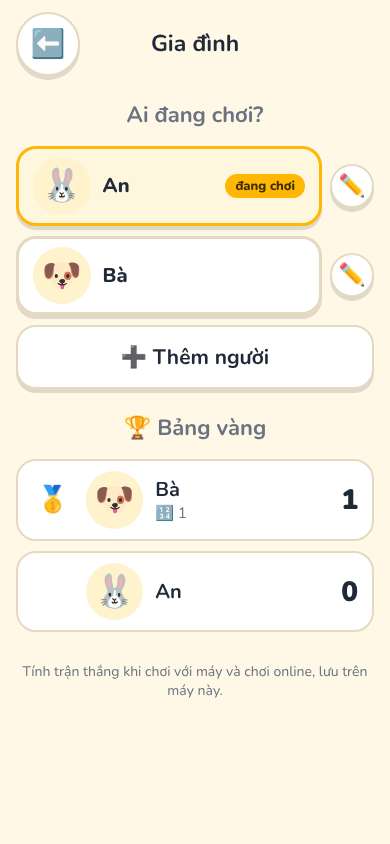 Gia đình
Ai đang chơi?
An
đang chơi
Bà
➕ Thêm người
🏆 Bảng vàng
Bà
🔢 1
1
An
0
Tính trận thắng khi chơi với máy và chơi online, lưu trên
máy này.